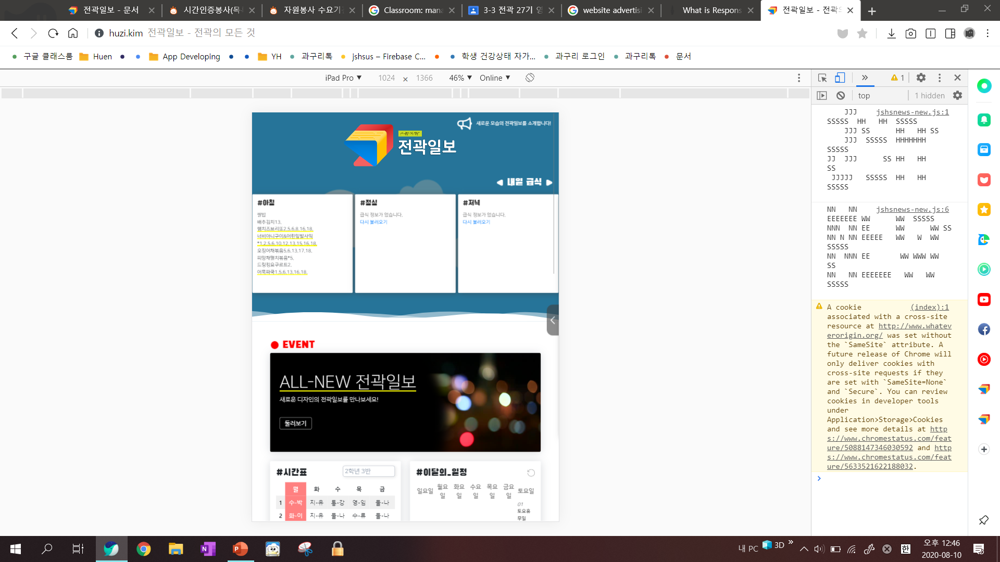 전곽일보 - 문서
시간인증봉사(목록
자원봉사 수요기관
Classroom: mana
3-3 전곽 27기 영
website advertisi
What is Respons
전곽일보 - 전곽의
huzi.kim 전곽일보 - 전곽의 모든 것
구글 클래스룸
Huen
App Developing
YH
과구리톡
jshsus – Firebase C...
학생 건강상태 자가...
과구리 로그인
과구리톡
문서
iPad Pro ▼ 1024 × 1366 46% ▼ Online ▼
1
top
1 hidden
새로운 모습의 전곽일보를 소개합니다!
전곽일보
◀ 내일 급식 ▶
#아침
쌀밥
배추김치13.
햄치즈브리또2.5.6.8.16.18.
너비아니구이&어린잎발사믹
*1.2.5.6.10.12.13.15.16.18.
오징어채볶음5.6.13.17.18.
피망채멸치볶음*5.
드링킹요구르트2.
어묵파국1.5.6.13.16.18.
#점심
급식 정보가 없습니다.
다시 불러오기
#저녁
급식 정보가 없습니다.
다시 불러오기
EVENT
ALL-NEW 전곽일보
새로운 디자인의 전곽일보를 만나보세요!
둘러보기
#시간표
2학년 3반
월 화 수 목 금
1 수-박 지-유 통-강 영-임 물-나
2 화-이 지-유 물-나 수-류 물-나
#이달의_일정
일요일 월요일 화요일 수요일 목요일 금요일 토요일
01
토요휴
무일
JJJ jshsnews-new.js:1
SSSSS HH HH SSSSS
JJJ SS HH HH SS
JJJ SSSSS HHHHHHH
SSSSS
JJ JJJ SS HH HH
SS
JJJJJ SSSSS HH HH
SSSSS
NN NN jshsnews-new.js:6
EEEEEEE WW WW SSSSS
NNN NN EE WW WW SS
NN N NN EEEEE WW W WW
SSSSS
NN NNN EE WW WWW WW
SS
NN NN EEEEEEE WW WW
SSSSS
A cookie (index):1
associated with a cross-site
resource at http://www.whatev
erorigin.org/ was set without
the `SameSite` attribute. A
future release of Chrome will
only deliver cookies with
cross-site requests if they
are set with `SameSite=None`
and `Secure`. You can review
cookies in developer tools
under
Application>Storage>Cookies
and see more details at http
s://www.chromestatus.com/feat
ure/5088147346030592 and http
s://www.chromestatus.com/feat
ure/5633521622188032.
내 PC
3D
한
오후 12:46
2020-08-10